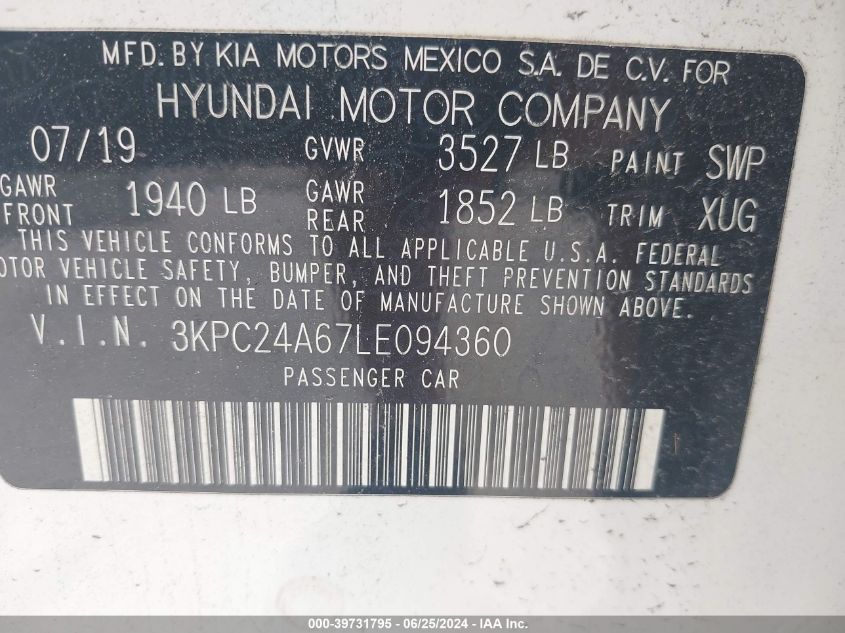 MFD. BY KIA MOTORS MEXICO S.A. DE C.V. FOR
HYUNDAI MOTOR COMPANY
07/19 GVWR 3527 LB PAINT SWP
GAWR FRONT 1940 LB GAWR REAR 1852 LB TRIM XUG
THIS VEHICLE CONFORMS TO ALL APPLICABLE U.S.A. FEDERAL
OTOR VEHICLE SAFETY, BUMPER, AND THEFT PREVENTION STANDARDS
IN EFFECT ON THE DATE OF MANUFACTURE SHOWN ABOVE.
V.I.N. 3KPC24A67LE094360
PASSENGER CAR
000-39731795 - 06/25/2024 - IAA Inc.